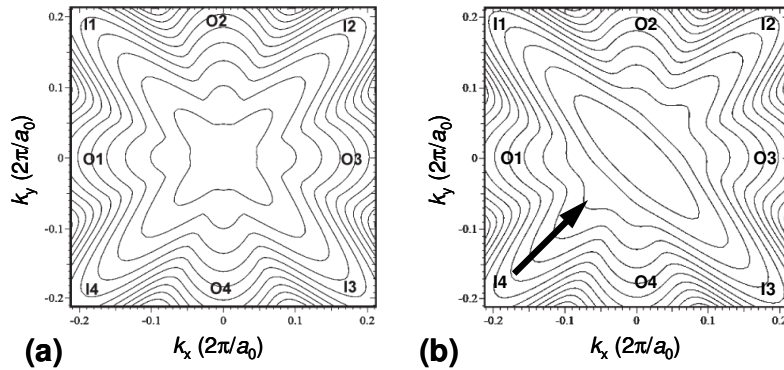 I1 O2 I2
O1 O3
I4 O4 I3
0.2
0.1
0
-0.1
-0.2
-0.2 -0.1 0 0.1 0.2
ky (2π/a0)
kx (2π/a0)
(a)
I1 O2 I2
O1 O3
I4 O4 I3
0.2
0.1
0
-0.1
-0.2
-0.2 -0.1 0 0.1 0.2
ky (2π/a0)
kx (2π/a0)
(b)